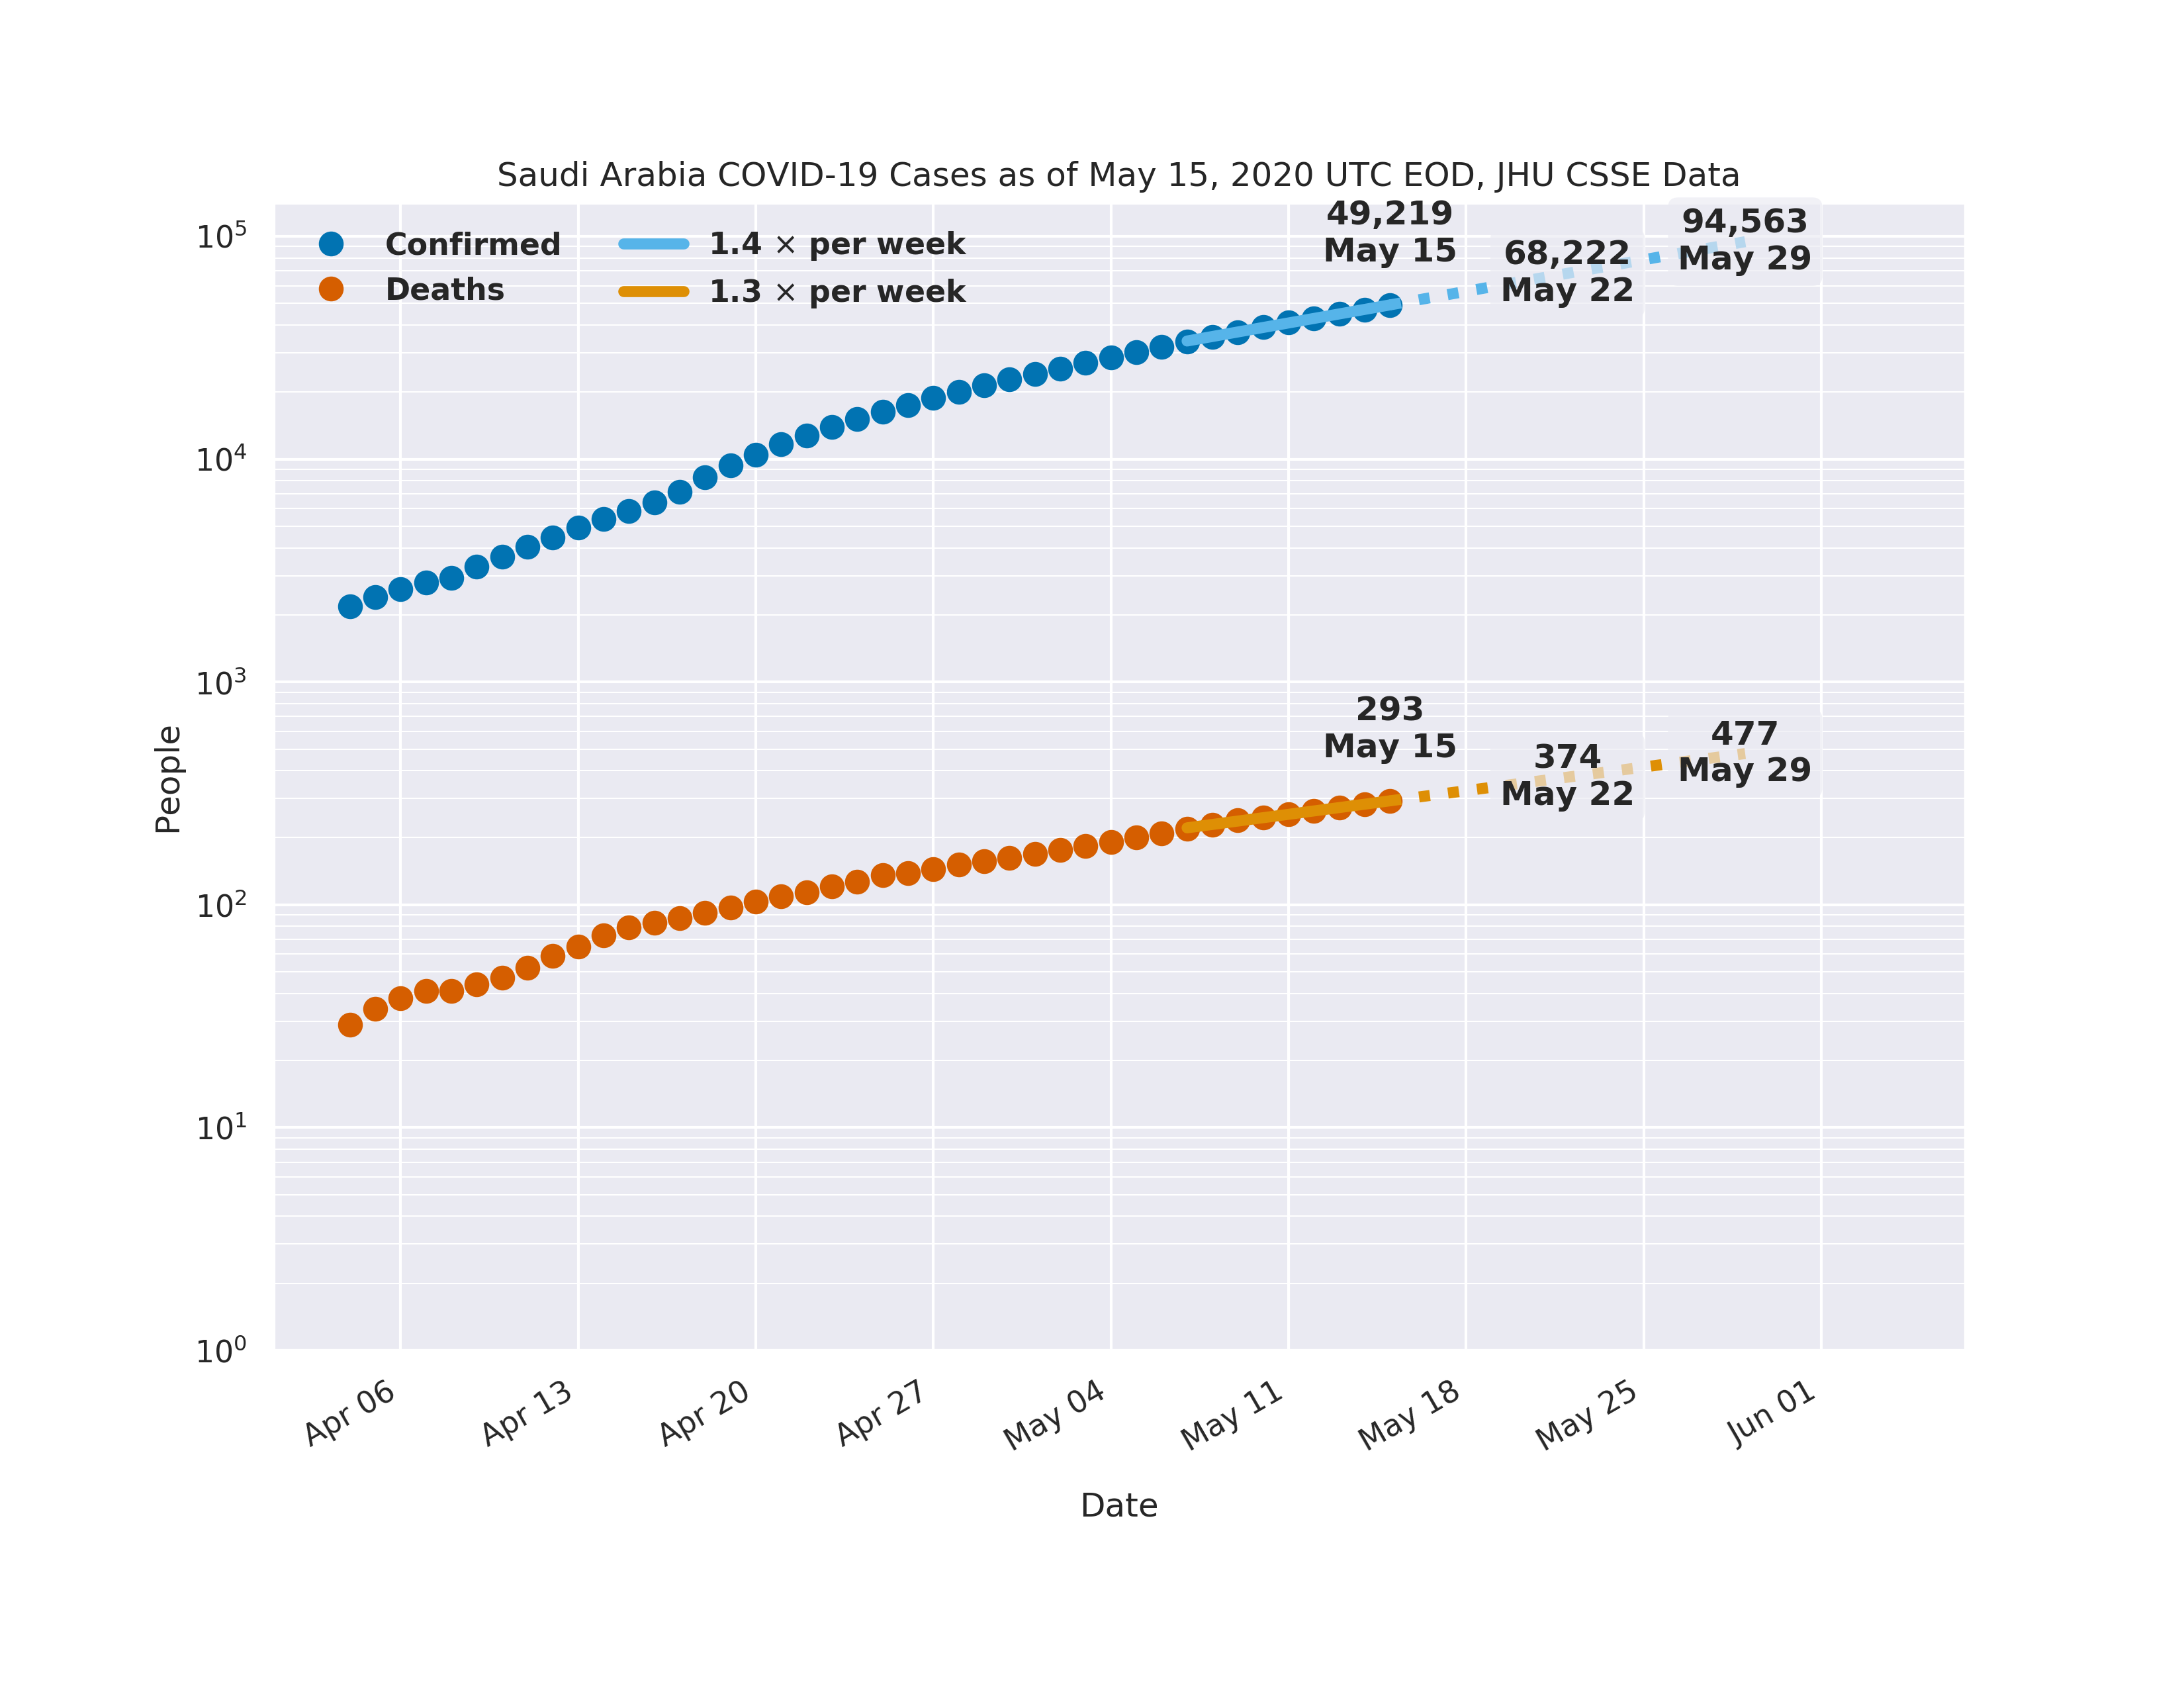 Saudi Arabia COVID-19 Cases as of May 15, 2020 UTC EOD, JHU CSSE Data
Confirmed
Deaths
1.4 × per week
1.3 × per week
49,219
May 15
68,222
May 22
94,563
May 29
293
May 15
374
May 22
477
May 29
People
10⁵
10⁴
10³
10²
10¹
10⁰
Apr 06
Apr 13
Apr 20
Apr 27
May 04
May 11
May 18
May 25
Jun 01
Date